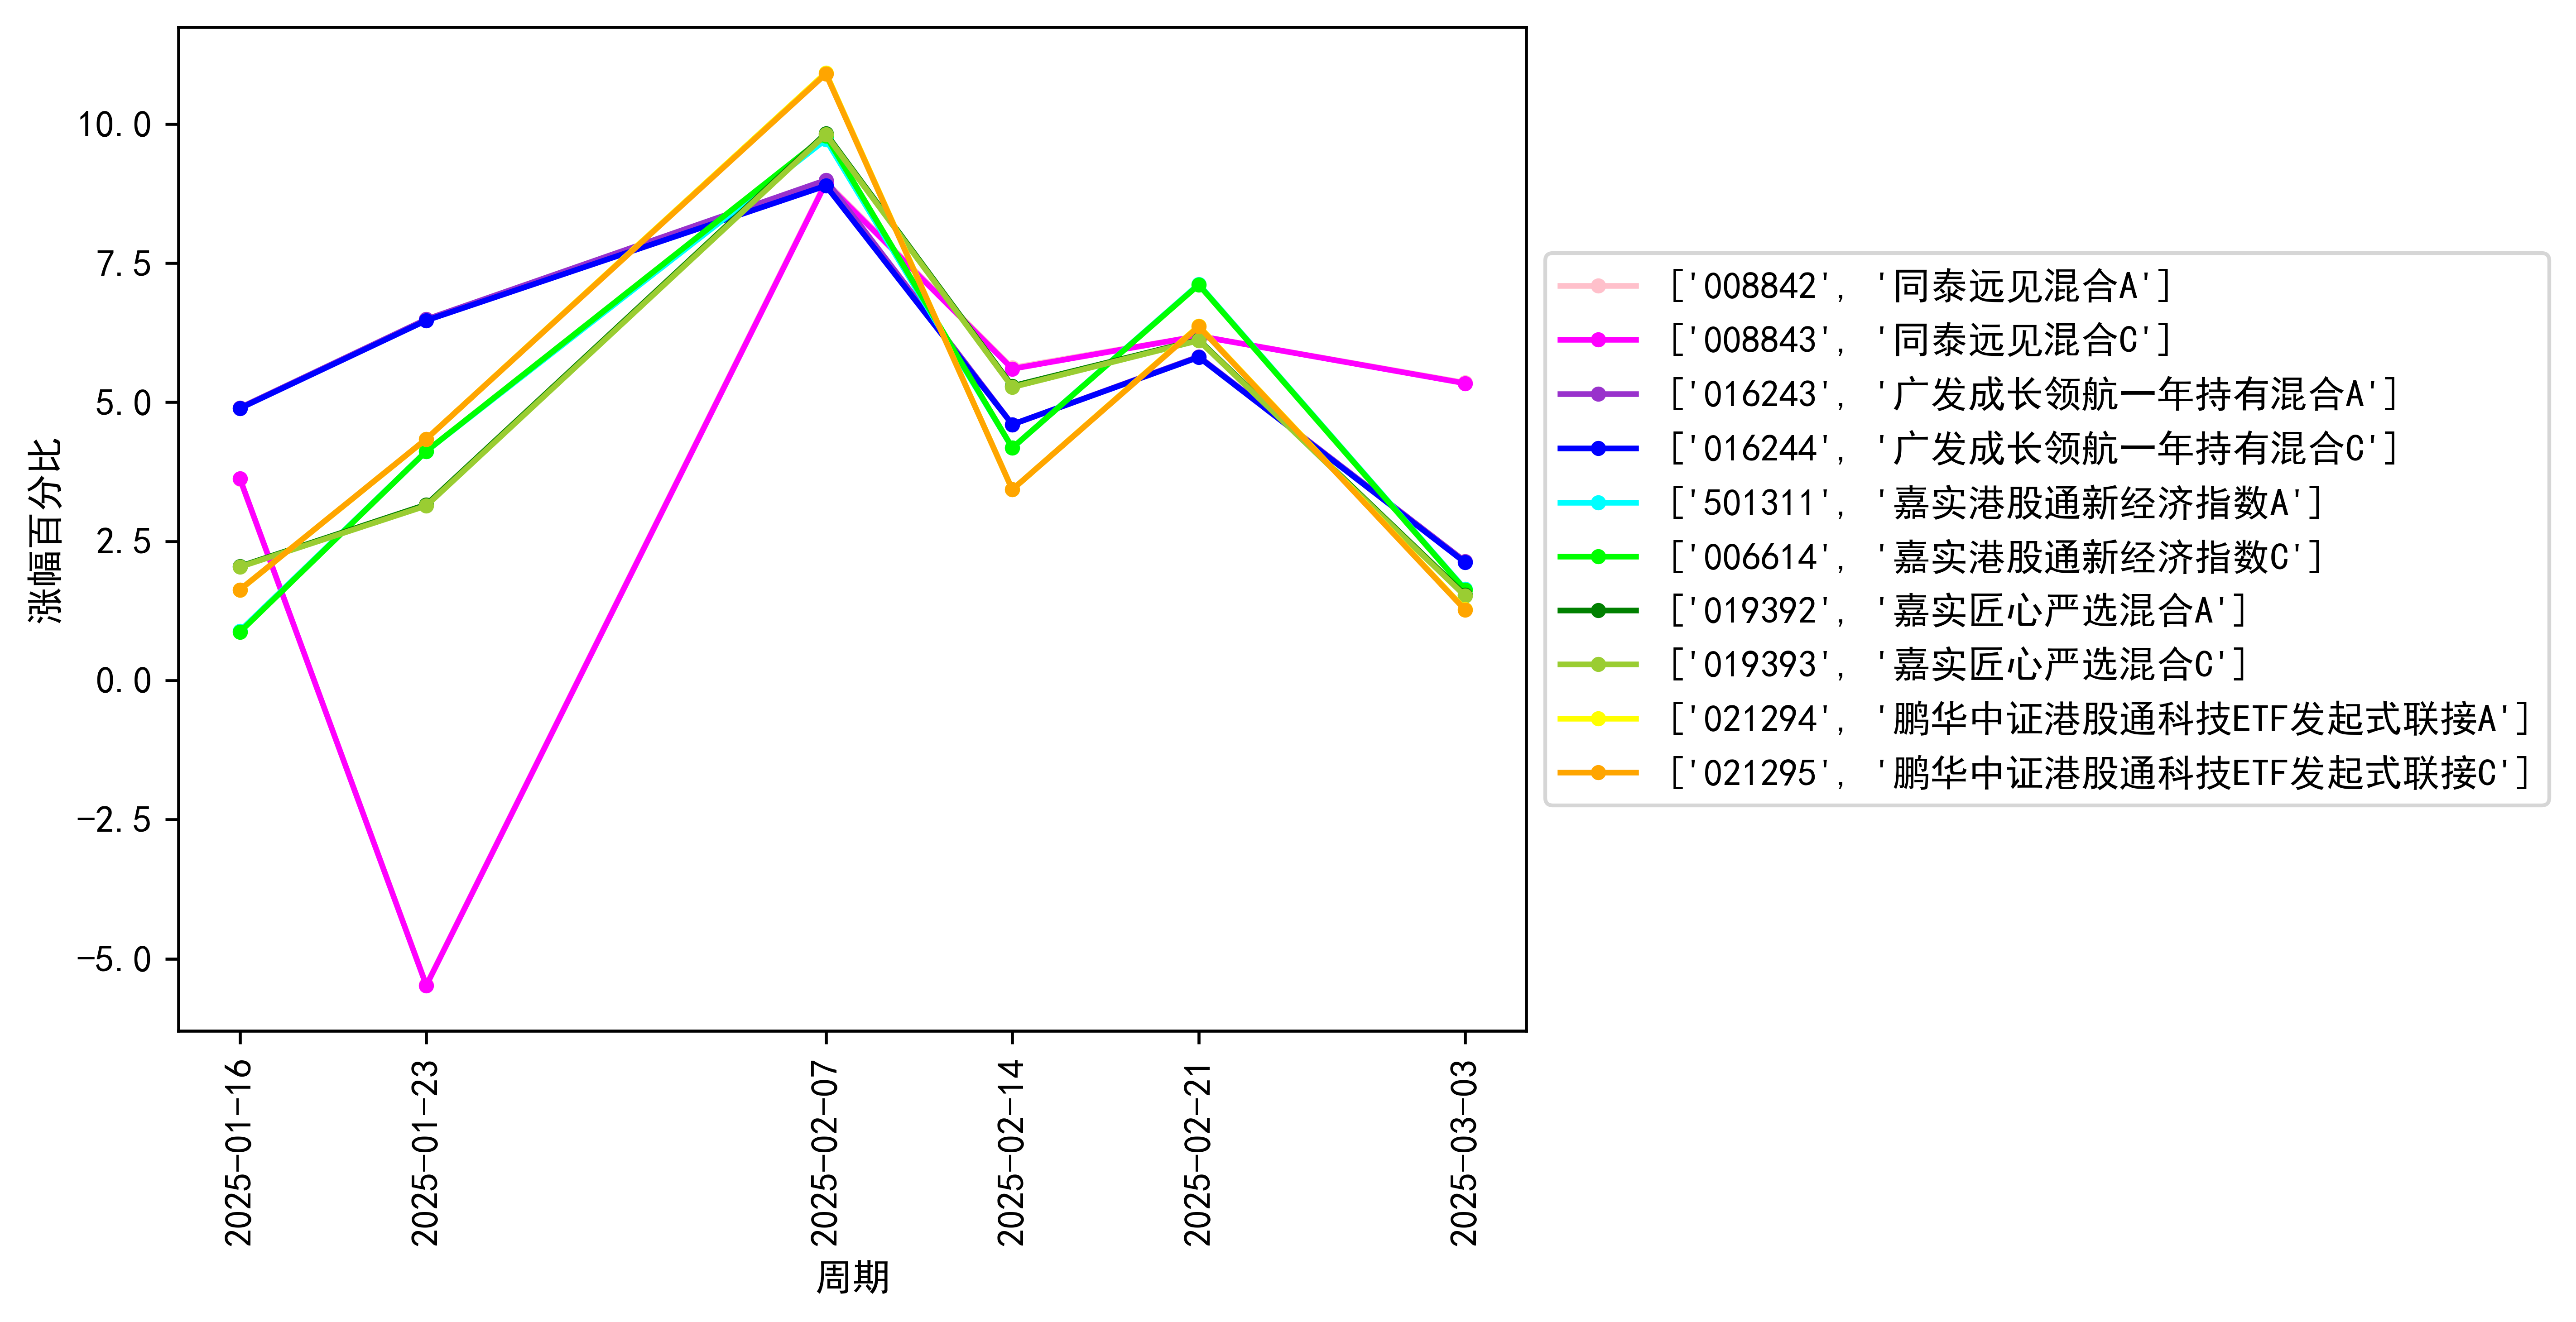 10.0
7.5
5.0
2.5
0.0
-2.5
-5.0
涨幅百分比
2025-01-16
2025-01-23
2025-02-07
2025-02-14
2025-02-21
2025-03-03
周期
['008842', '同泰远见混合A']
['008843', '同泰远见混合C']
['016243', '广发成长领航一年持有混合A']
['016244', '广发成长领航一年持有混合C']
['501311', '嘉实港股通新经济指数A']
['006614', '嘉实港股通新经济指数C']
['019392', '嘉实匠心严选混合A']
['019393', '嘉实匠心严选混合C']
['021294', '鹏华中证港股通科技ETF发起式联接A']
['021295', '鹏华中证港股通科技ETF发起式联接C']